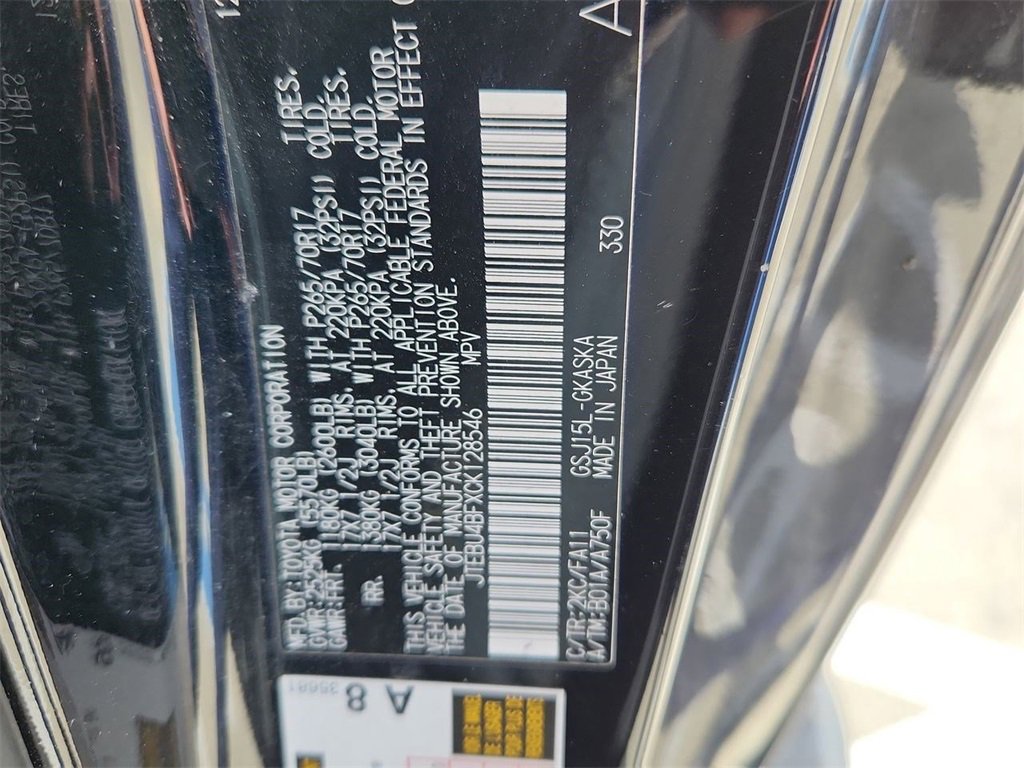 MFD. BY: TOYOTA MOTOR CORPORATION
GVWR: 2525KG (5570LB)
GAWR: FRT. 1180KG (2600LB) WITH P265/70R17 TIRES.
17X7 1/2J RIMS. AT 220KPA (32PSI) COLD.
RR. 1380KG (3040LB) WITH P265/70R17 TIRES.
17X7 1/2J RIMS. AT 220KPA (32PSI) COLD.
THIS VEHICLE CONFORMS TO ALL APPLICABLE FEDERAL MOTOR
VEHICLE SAFETY AND THEFT PREVENTION STANDARDS IN EFFECT
THE DATE OF MANUFACTURE SHOWN ABOVE.
JTEBU4BFXCK128546 MPV
C/TR: 2KC/FA11 GSJ15L-GKASKA 330
A/TM: B01A/A750F MADE IN JAPAN
A
A 8
35681